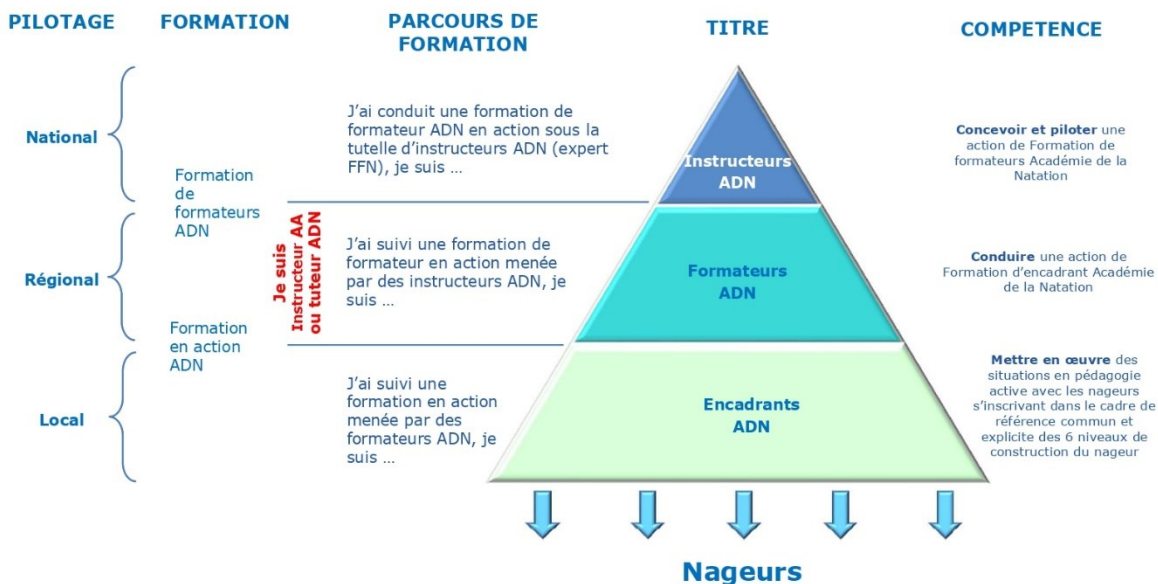 PILOTAGE
FORMATION
PARCOURS DE
FORMATION
TITRE
COMPETENCE
National
Régional
Local
Formation
de
formateurs
ADN
Formation
en action
ADN
Je suis
Instructeur AA
ou tuteur ADN
J'ai conduit une formation de
formateur ADN en action sous la
tutelle d'instructeurs ADN (expert
FFN), je suis ...
J'ai suivi une formation de
formateur en action menée
par des instructeurs ADN, je
suis ...
J'ai suivi une
formation en action
menée par des
formateurs ADN, je
suis ...
Instructeurs
ADN
Formateurs
ADN
Encadrants
ADN
Concevoir et piloter une
action de Formation de
formateurs Académie de la
Natation
Conduire une action de
Formation d'encadrant Académie
de la Natation
Mettre en œuvre des
situations en pédagogie
active avec les nageurs
s'inscrivant dans le cadre de
référence commun et
explicite des 6 niveaux de
construction du nageur
Nageurs